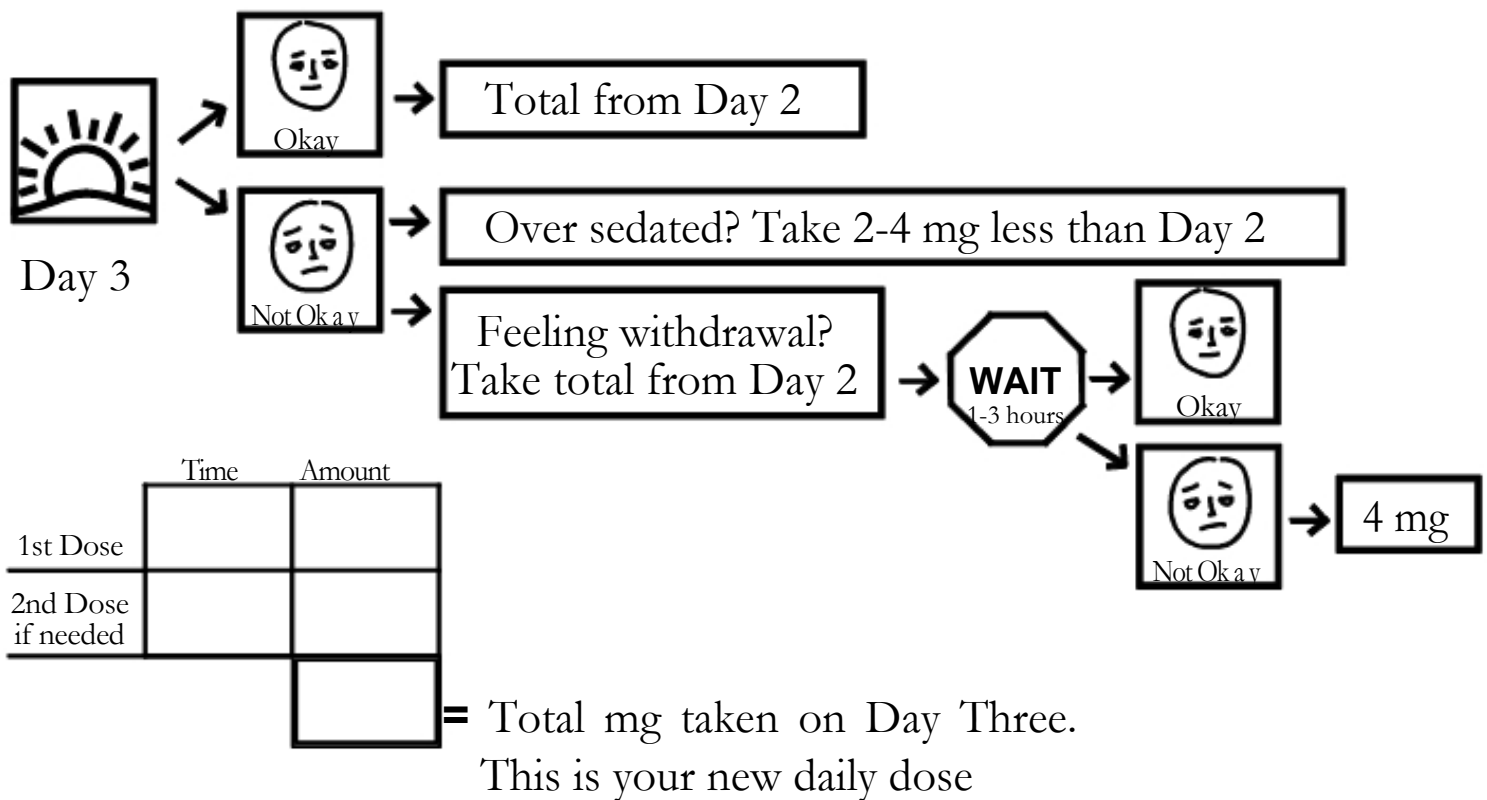 Okay
Total from Day 2
Day 3
Not Okay
Over sedated? Take 2-4 mg less than Day 2
Feeling withdrawal?
Take total from Day 2
WAIT
1-3 hours
Okay
Not Okay
4 mg
Time Amount
1st Dose
2nd Dose
if needed
= Total mg taken on Day Three.
This is your new daily dose